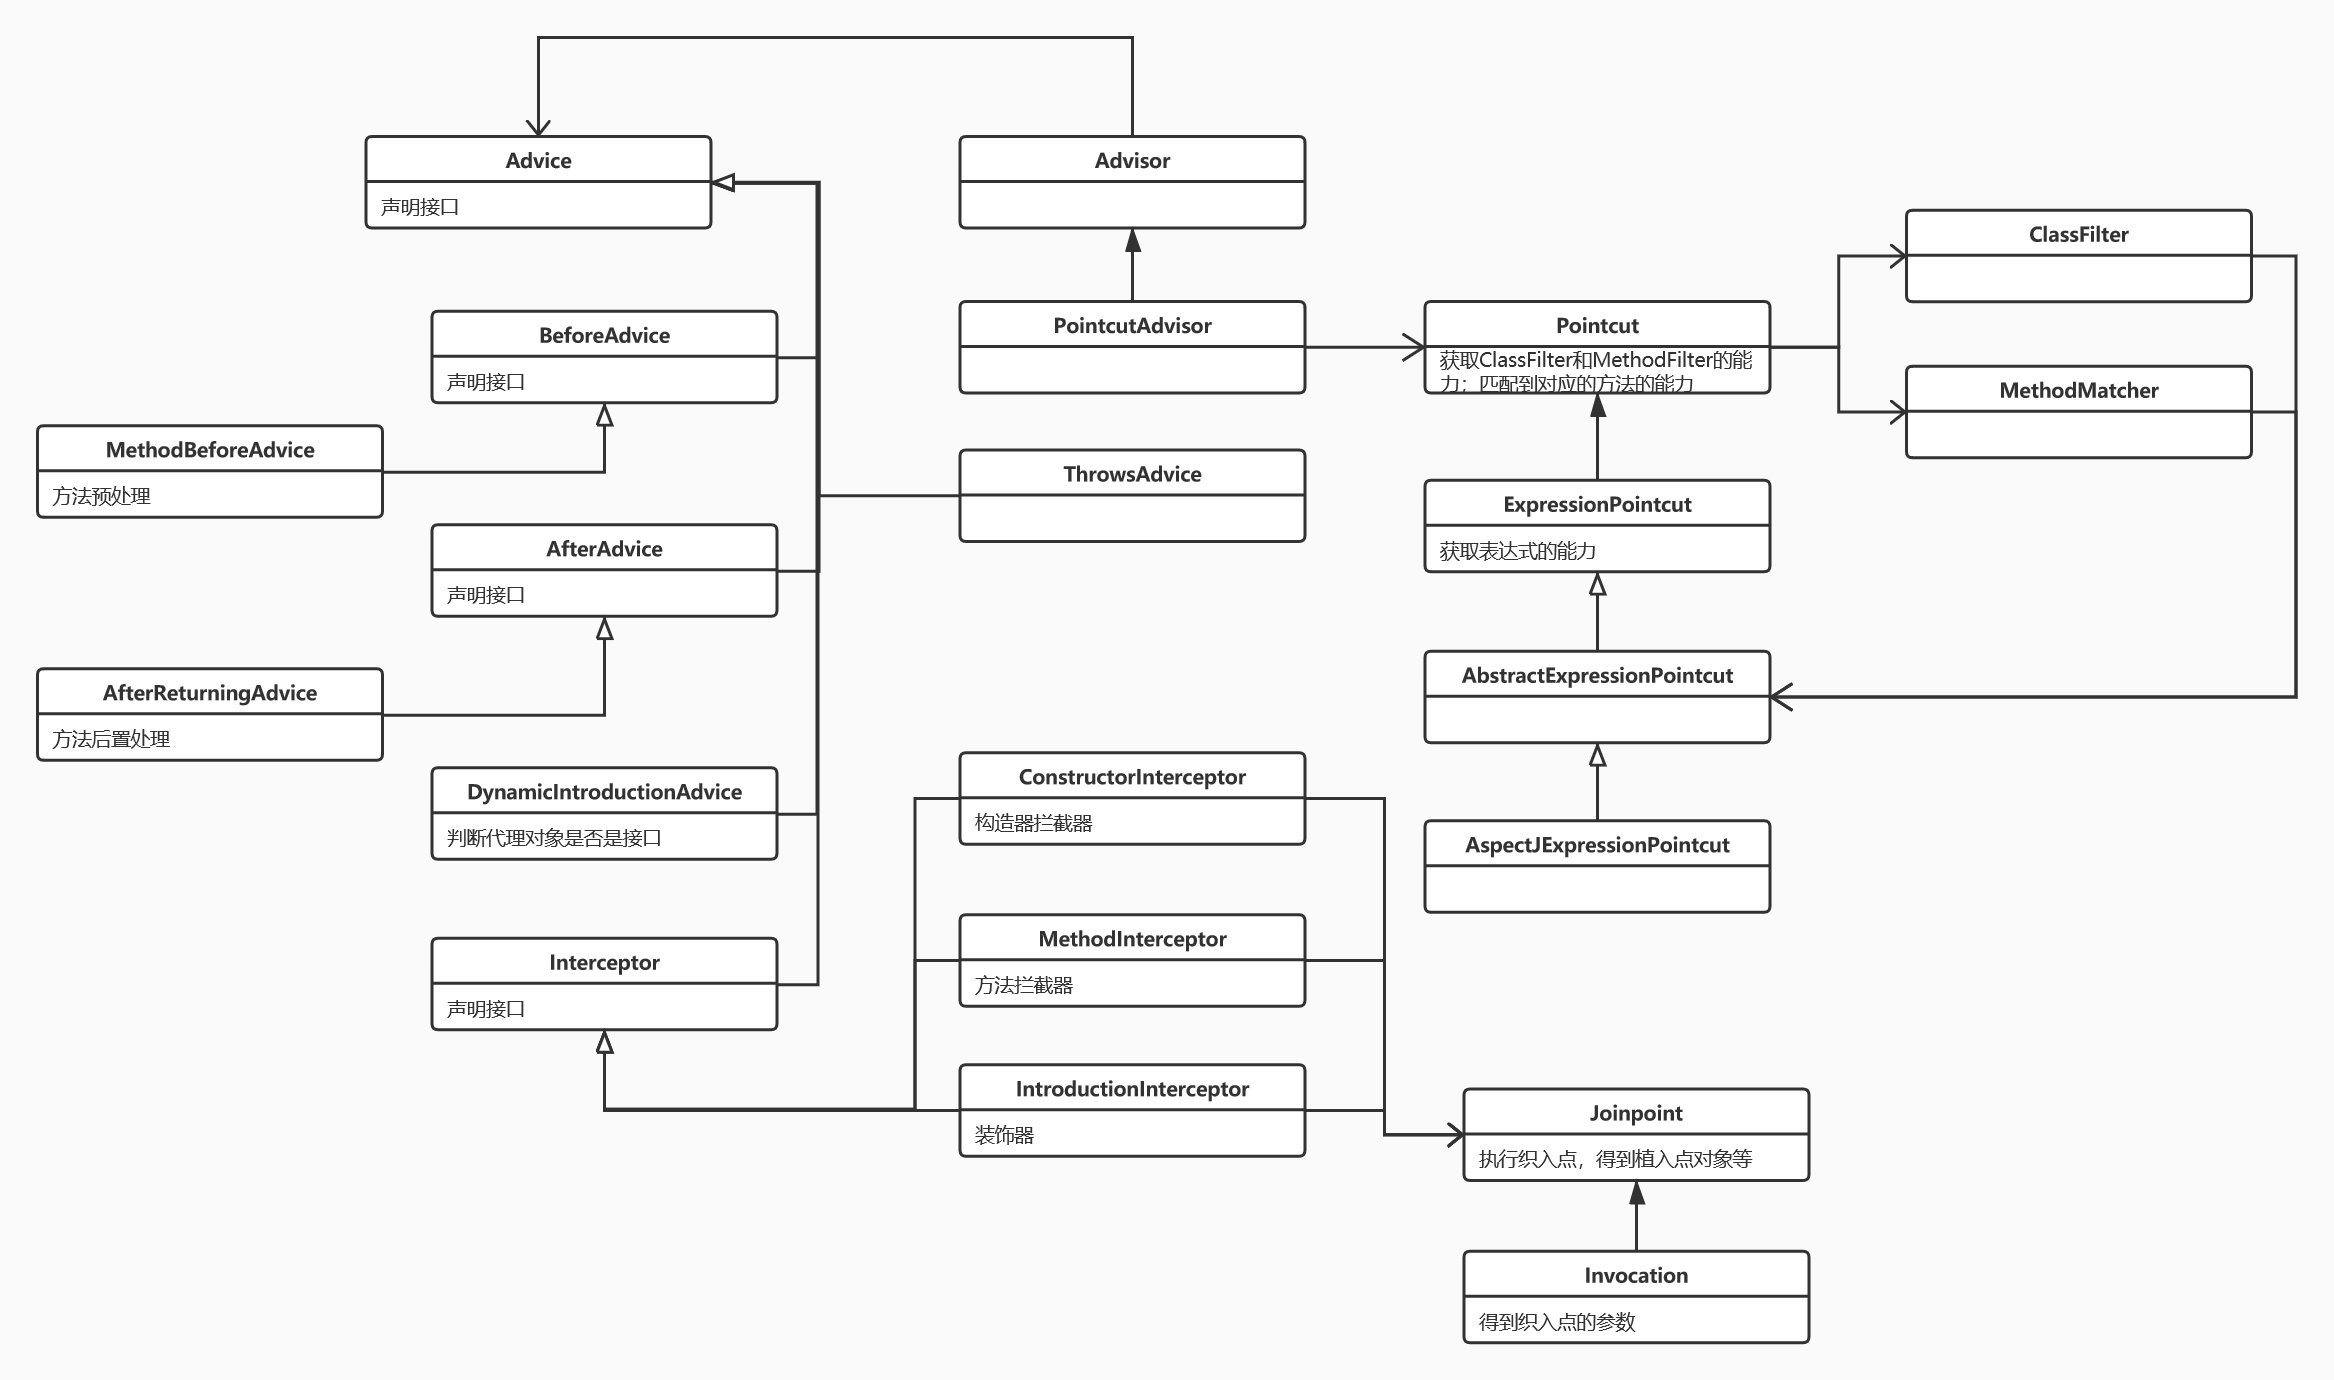 Advice
声明接口
Advisor
ClassFilter
BeforeAdvice
声明接口
PointcutAdvisor
Pointcut
获取ClassFilter和MethodFilter的能
力；匹配到对应的方法的能力
MethodMatcher
MethodBeforeAdvice
方法预处理
ThrowsAdvice
ExpressionPointcut
获取表达式的能力
AfterAdvice
声明接口
AbstractExpressionPointcut
AfterReturningAdvice
方法后置处理
DynamicIntroductionAdvice
判断代理对象是否是接口
ConstructorInterceptor
构造器拦截器
AspectJExpressionPointcut
Interceptor
声明接口
MethodInterceptor
方法拦截器
IntroductionInterceptor
装饰器
Joinpoint
执行织入点，得到植入点对象等
Invocation
得到织入点的参数